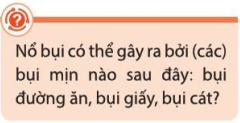 ?
Nổ bụi có thể gây ra bởi (các)
bụi mịn nào sau đây: bụi
đường ăn, bụi giấy, bụi cát?